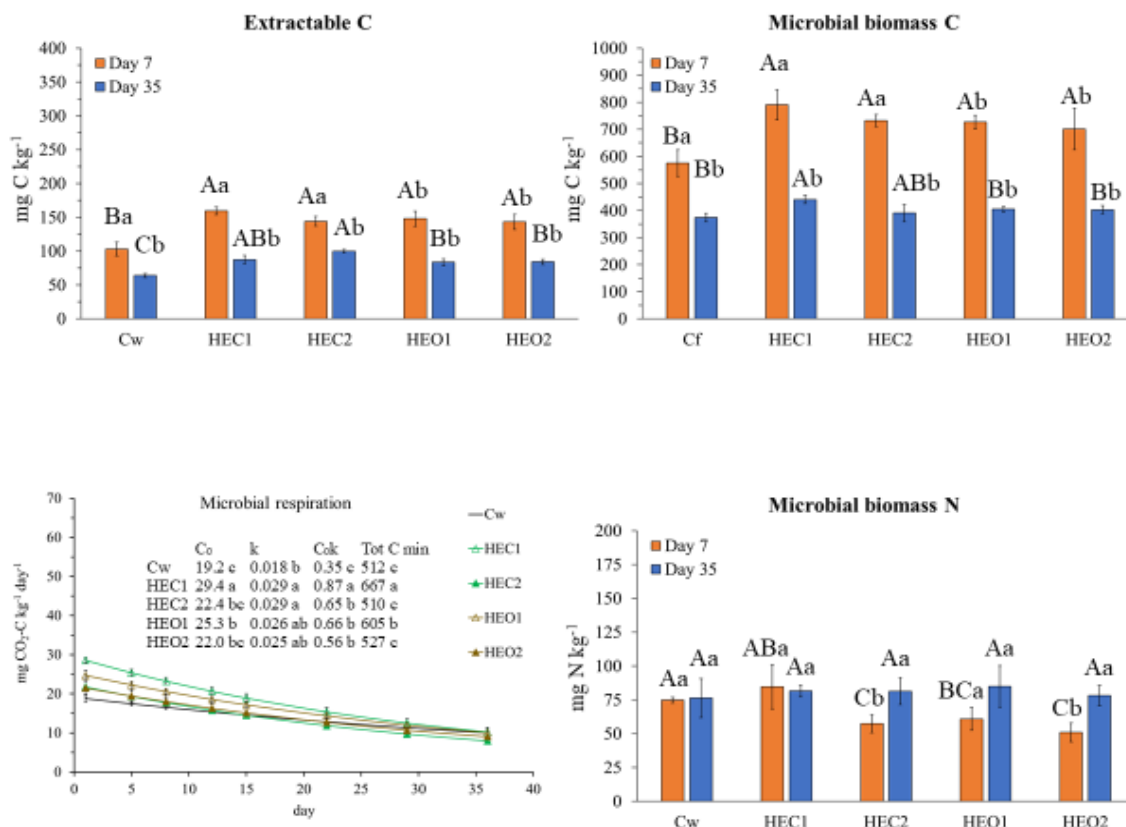 Extractable C
400
350
300
250
200
150
100
50
0
mg C kg-1
Day 7
Day 35
Ba
Cb
Aa
ABb
Aa
Ab
Ab
Bb
Ab
Bb
Cw HEC1 HEC2 HEO1 HEO2
Microbial biomass C
1000
900
800
700
600
500
400
300
200
100
0
mg C kg-1
Day 7
Day 35
Ba
Bb
Aa
Ab
Aa
ABb
Ab
Bb
Ab
Bb
Cf HEC1 HEC2 HEO1 HEO2
Microbial respiration
70
60
50
40
30
20
10
0
mg CO2-C kg-1 day-1
C0 k C0k Tot C min
Cw 19.2 c 0.018 b 0.35 c 512 c
HEC1 29.4 a 0.029 a 0.87 a 667 a
HEC2 22.4 bc 0.029 a 0.65 b 510 c
HEO1 25.3 b 0.026 ab 0.66 b 605 b
HEO2 22.0 bc 0.025 ab 0.56 b 527 c
Cw
HEC1
HEC2
HEO1
HEO2
0 5 10 15 20 25 30 35 40
day
Microbial biomass N
200
175
150
125
100
75
50
25
0
mg N kg-1
Day 7
Day 35
Aa
Aa
ABa
Aa
Cb
Aa
BCa
Aa
Cb
Aa
Cw HEC1 HEC2 HEO1 HEO2